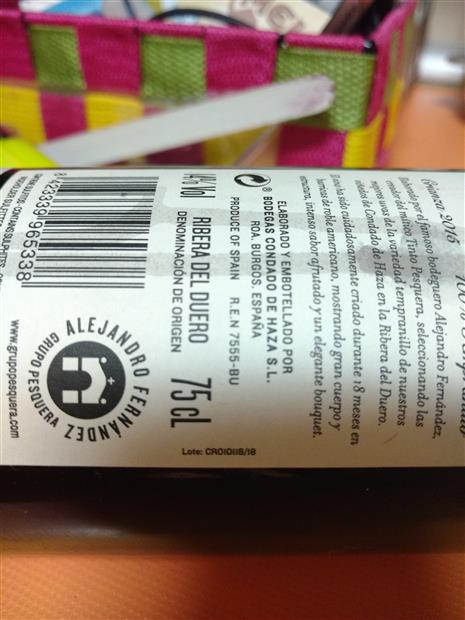 Crianza 2016
100%
Elaborado por el famoso bodeguero Alejandro Fernández,
creador del mítico Tinto Pesquera, seleccionando las
mejores uvas de la variedad tempranillo de nuestros
viñedos de Condado de Haza en la Ribera del Duero.
El vino ha sido cuidadosamente criado durante 18 meses en
barricas de roble americano, mostrando gran cuerpo y
estructura, intenso sabor afrutado y un elegante bouquet.
ELABORADO Y EMBOTELLADO POR
® BODEGAS CONDADO DE HAZA S.L.
ROA. BURGOS. ESPAÑA
PRODUCE OF SPAIN R.E.N 7555-BU
14%Vol RIBERA DEL DUERO 75 cL
DENOMINACIÓN DE ORIGEN
8 423339 965338
ALEJANDRO FERNÁNDEZ
GRUPO PESQUERA
www.grupopesquera.com
Lote: CR01D118/18